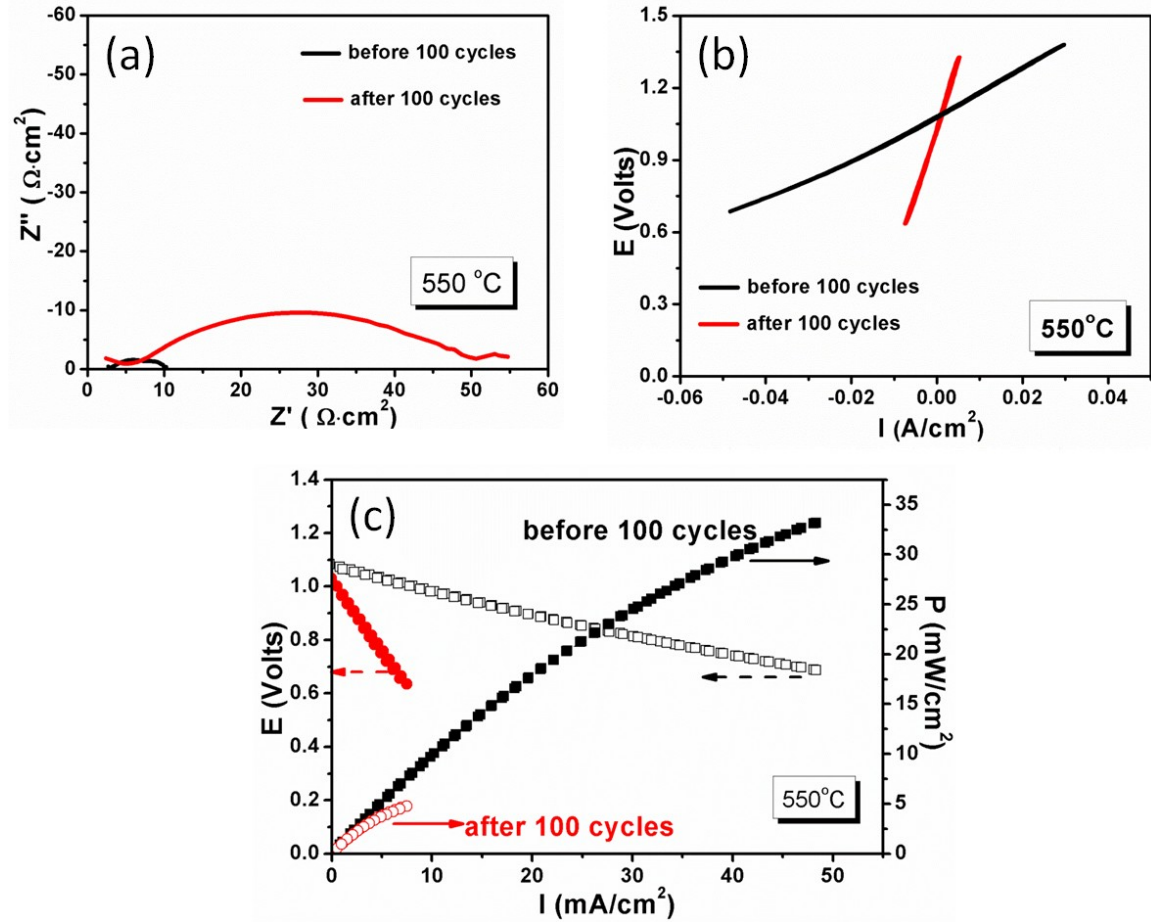 (a)
before 100 cycles
after 100 cycles
550 °C
Z'' ( Ω·cm²)
-60
-50
-40
-30
-20
-10
0
0 10 20 30 40 50 60
Z' ( Ω·cm²)
(b)
E (Volts)
1.5
1.2
0.9
0.6
0.3
0.0
before 100 cycles
after 100 cycles
550°C
-0.06 -0.04 -0.02 0.00 0.02 0.04
I (A/cm²)
(c)
before 100 cycles
after 100 cycles
550°C
E (Volts)
1.4
1.2
1.0
0.8
0.6
0.4
0.2
0.0
P (mW/cm²)
35
30
25
20
15
10
5
0
0 10 20 30 40 50
I (mA/cm²)